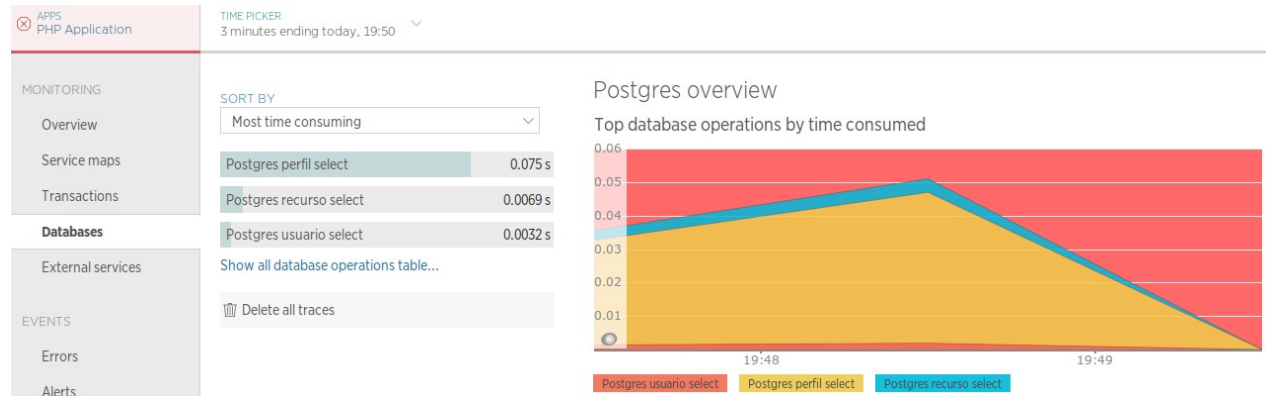 APPS
PHP Application
TIME PICKER
3 minutes ending today, 19:50
MONITORING
Overview
Service maps
Transactions
Databases
External services
EVENTS
Errors
Alerts
SORT BY
Most time consuming
Postgres perfil select 0.075 s
Postgres recurso select 0.0069 s
Postgres usuario select 0.0032 s
Show all database operations table...
Delete all traces
Postgres overview
Top database operations by time consumed
0.06
0.05
0.04
0.03
0.02
0.01
19:48 19:49
Postgres usuario select Postgres perfil select Postgres recurso select